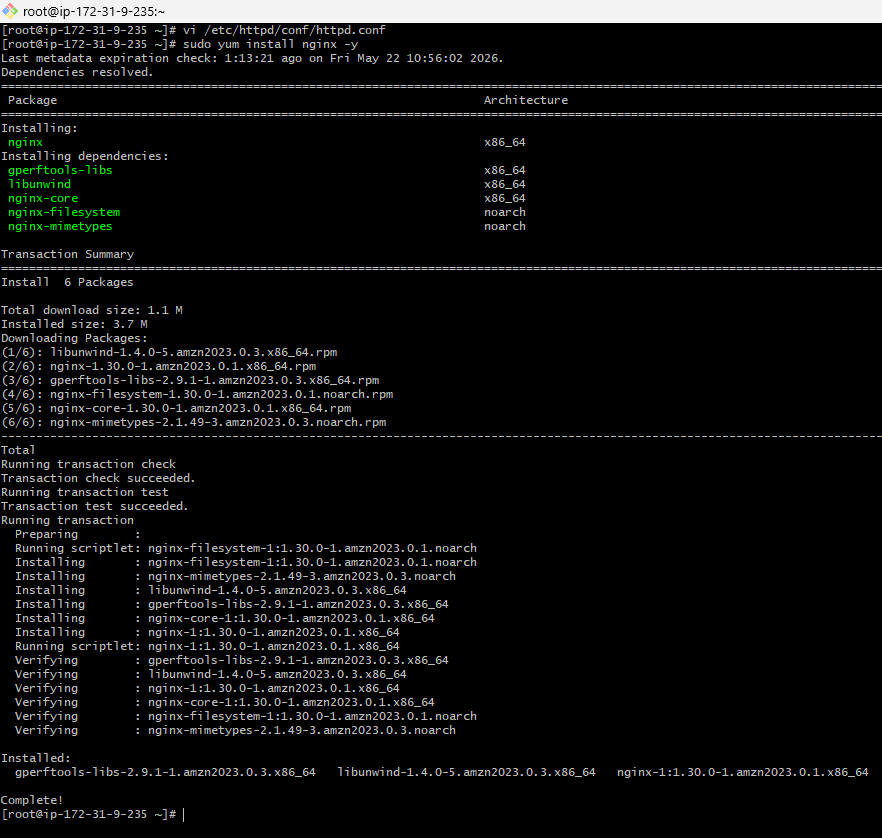 root@ip-172-31-9-235:~
[root@ip-172-31-9-235 ~]# vi /etc/httpd/conf/httpd.conf
[root@ip-172-31-9-235 ~]# sudo yum install nginx -y
Last metadata expiration check: 1:13:21 ago on Fri May 22 10:56:02 2026.
Dependencies resolved.
Package Architecture
Installing:
nginx x86_64
Installing dependencies:
gperftools-libs x86_64
libunwind x86_64
nginx-core x86_64
nginx-filesystem noarch
nginx-mimetypes noarch
Transaction Summary
Install  6 Packages
Total download size: 1.1 M
Installed size: 3.7 M
Downloading Packages:
(1/6): libunwind-1.4.0-5.amzn2023.0.3.x86_64.rpm
(2/6): nginx-1.30.0-1.amzn2023.0.1.x86_64.rpm
(3/6): gperftools-libs-2.9.1-1.amzn2023.0.3.x86_64.rpm
(4/6): nginx-filesystem-1.30.0-1.amzn2023.0.1.noarch.rpm
(5/6): nginx-core-1.30.0-1.amzn2023.0.1.x86_64.rpm
(6/6): nginx-mimetypes-2.1.49-3.amzn2023.0.3.noarch.rpm
Total
Running transaction check
Transaction check succeeded.
Running transaction test
Transaction test succeeded.
Running transaction
Preparing :
Running scriptlet: nginx-filesystem-1:1.30.0-1.amzn2023.0.1.noarch
Installing : nginx-filesystem-1:1.30.0-1.amzn2023.0.1.noarch
Installing : nginx-mimetypes-2.1.49-3.amzn2023.0.3.noarch
Installing : libunwind-1.4.0-5.amzn2023.0.3.x86_64
Installing : gperftools-libs-2.9.1-1.amzn2023.0.3.x86_64
Installing : nginx-core-1:1.30.0-1.amzn2023.0.1.x86_64
Installing : nginx-1:1.30.0-1.amzn2023.0.1.x86_64
Running scriptlet: nginx-1:1.30.0-1.amzn2023.0.1.x86_64
Verifying : gperftools-libs-2.9.1-1.amzn2023.0.3.x86_64
Verifying : libunwind-1.4.0-5.amzn2023.0.3.x86_64
Verifying : nginx-1:1.30.0-1.amzn2023.0.1.x86_64
Verifying : nginx-core-1:1.30.0-1.amzn2023.0.1.x86_64
Verifying : nginx-filesystem-1:1.30.0-1.amzn2023.0.1.noarch
Verifying : nginx-mimetypes-2.1.49-3.amzn2023.0.3.noarch
Installed:
gperftools-libs-2.9.1-1.amzn2023.0.3.x86_64 libunwind-1.4.0-5.amzn2023.0.3.x86_64 nginx-1:1.30.0-1.amzn2023.0.1.x86_64
Complete!
[root@ip-172-31-9-235 ~]#